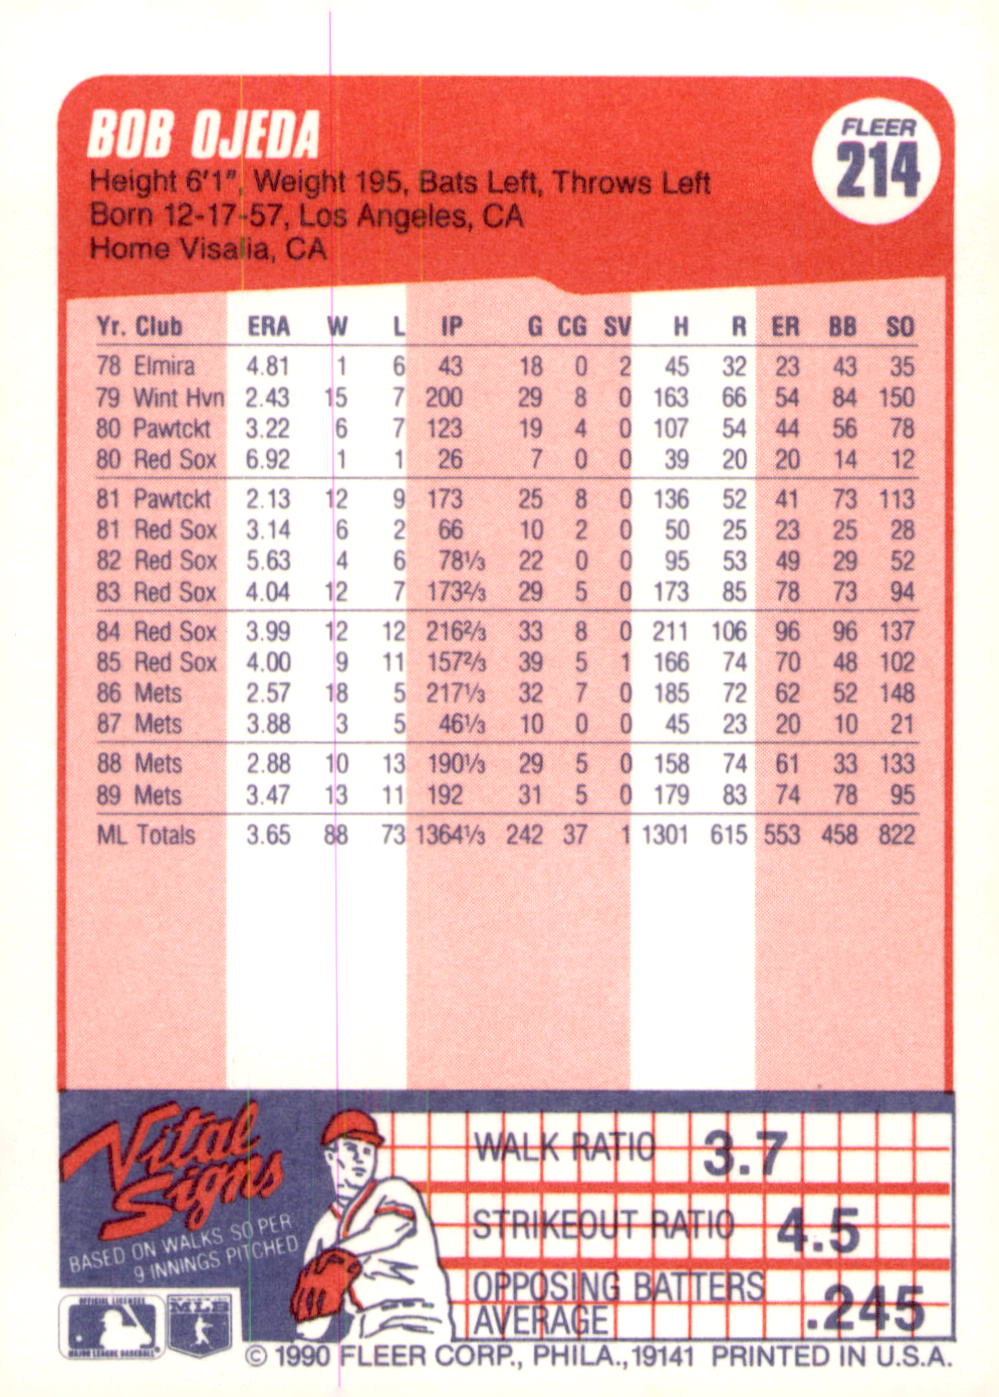 BOB OJEDA
Height 6'1", Weight 195, Bats Left, Throws Left
Born 12-17-57, Los Angeles, CA
Home Visalia, CA
FLEER
214
Yr. Club ERA W L IP G CG SV H R ER BB SO
78 Elmira 4.81 1 6 43 18 0 2 45 32 23 43 35
79 Wint Hvn 2.43 15 7 200 29 8 0 163 66 54 84 150
80 Pawtckt 3.22 6 7 123 19 4 0 107 54 44 56 78
80 Red Sox 6.92 1 1 26 7 0 0 39 20 20 14 12
81 Pawtckt 2.13 12 9 173 25 8 0 136 52 41 73 113
81 Red Sox 3.14 6 2 66 10 2 0 50 25 23 25 28
82 Red Sox 5.63 4 6 78⅓ 22 0 0 95 53 49 29 52
83 Red Sox 4.04 12 7 173⅔ 29 5 0 173 85 78 73 94
84 Red Sox 3.99 12 12 216⅔ 33 8 0 211 106 96 96 137
85 Red Sox 4.00 9 11 157⅔ 39 5 1 166 74 70 48 102
86 Mets 2.57 18 5 217⅓ 32 7 0 185 72 62 52 148
87 Mets 3.88 3 5 46⅓ 10 0 0 45 23 20 10 21
88 Mets 2.88 10 13 190⅓ 29 5 0 158 74 61 33 133
89 Mets 3.47 13 11 192 31 5 0 179 83 74 78 95
ML Totals 3.65 88 73 1364⅓ 242 37 1 1301 615 553 458 822
Vital
Signs
BASED ON WALKS SO PER
9 INNINGS PITCHED
WALK RATIO 3.7
STRIKEOUT RATIO 4.5
OPPOSING BATTERS
AVERAGE .245
OFFICIAL LICENSEE
MAJOR LEAGUE BASEBALL
MLB
© 1990 FLEER CORP., PHILA., 19141 PRINTED IN U.S.A.